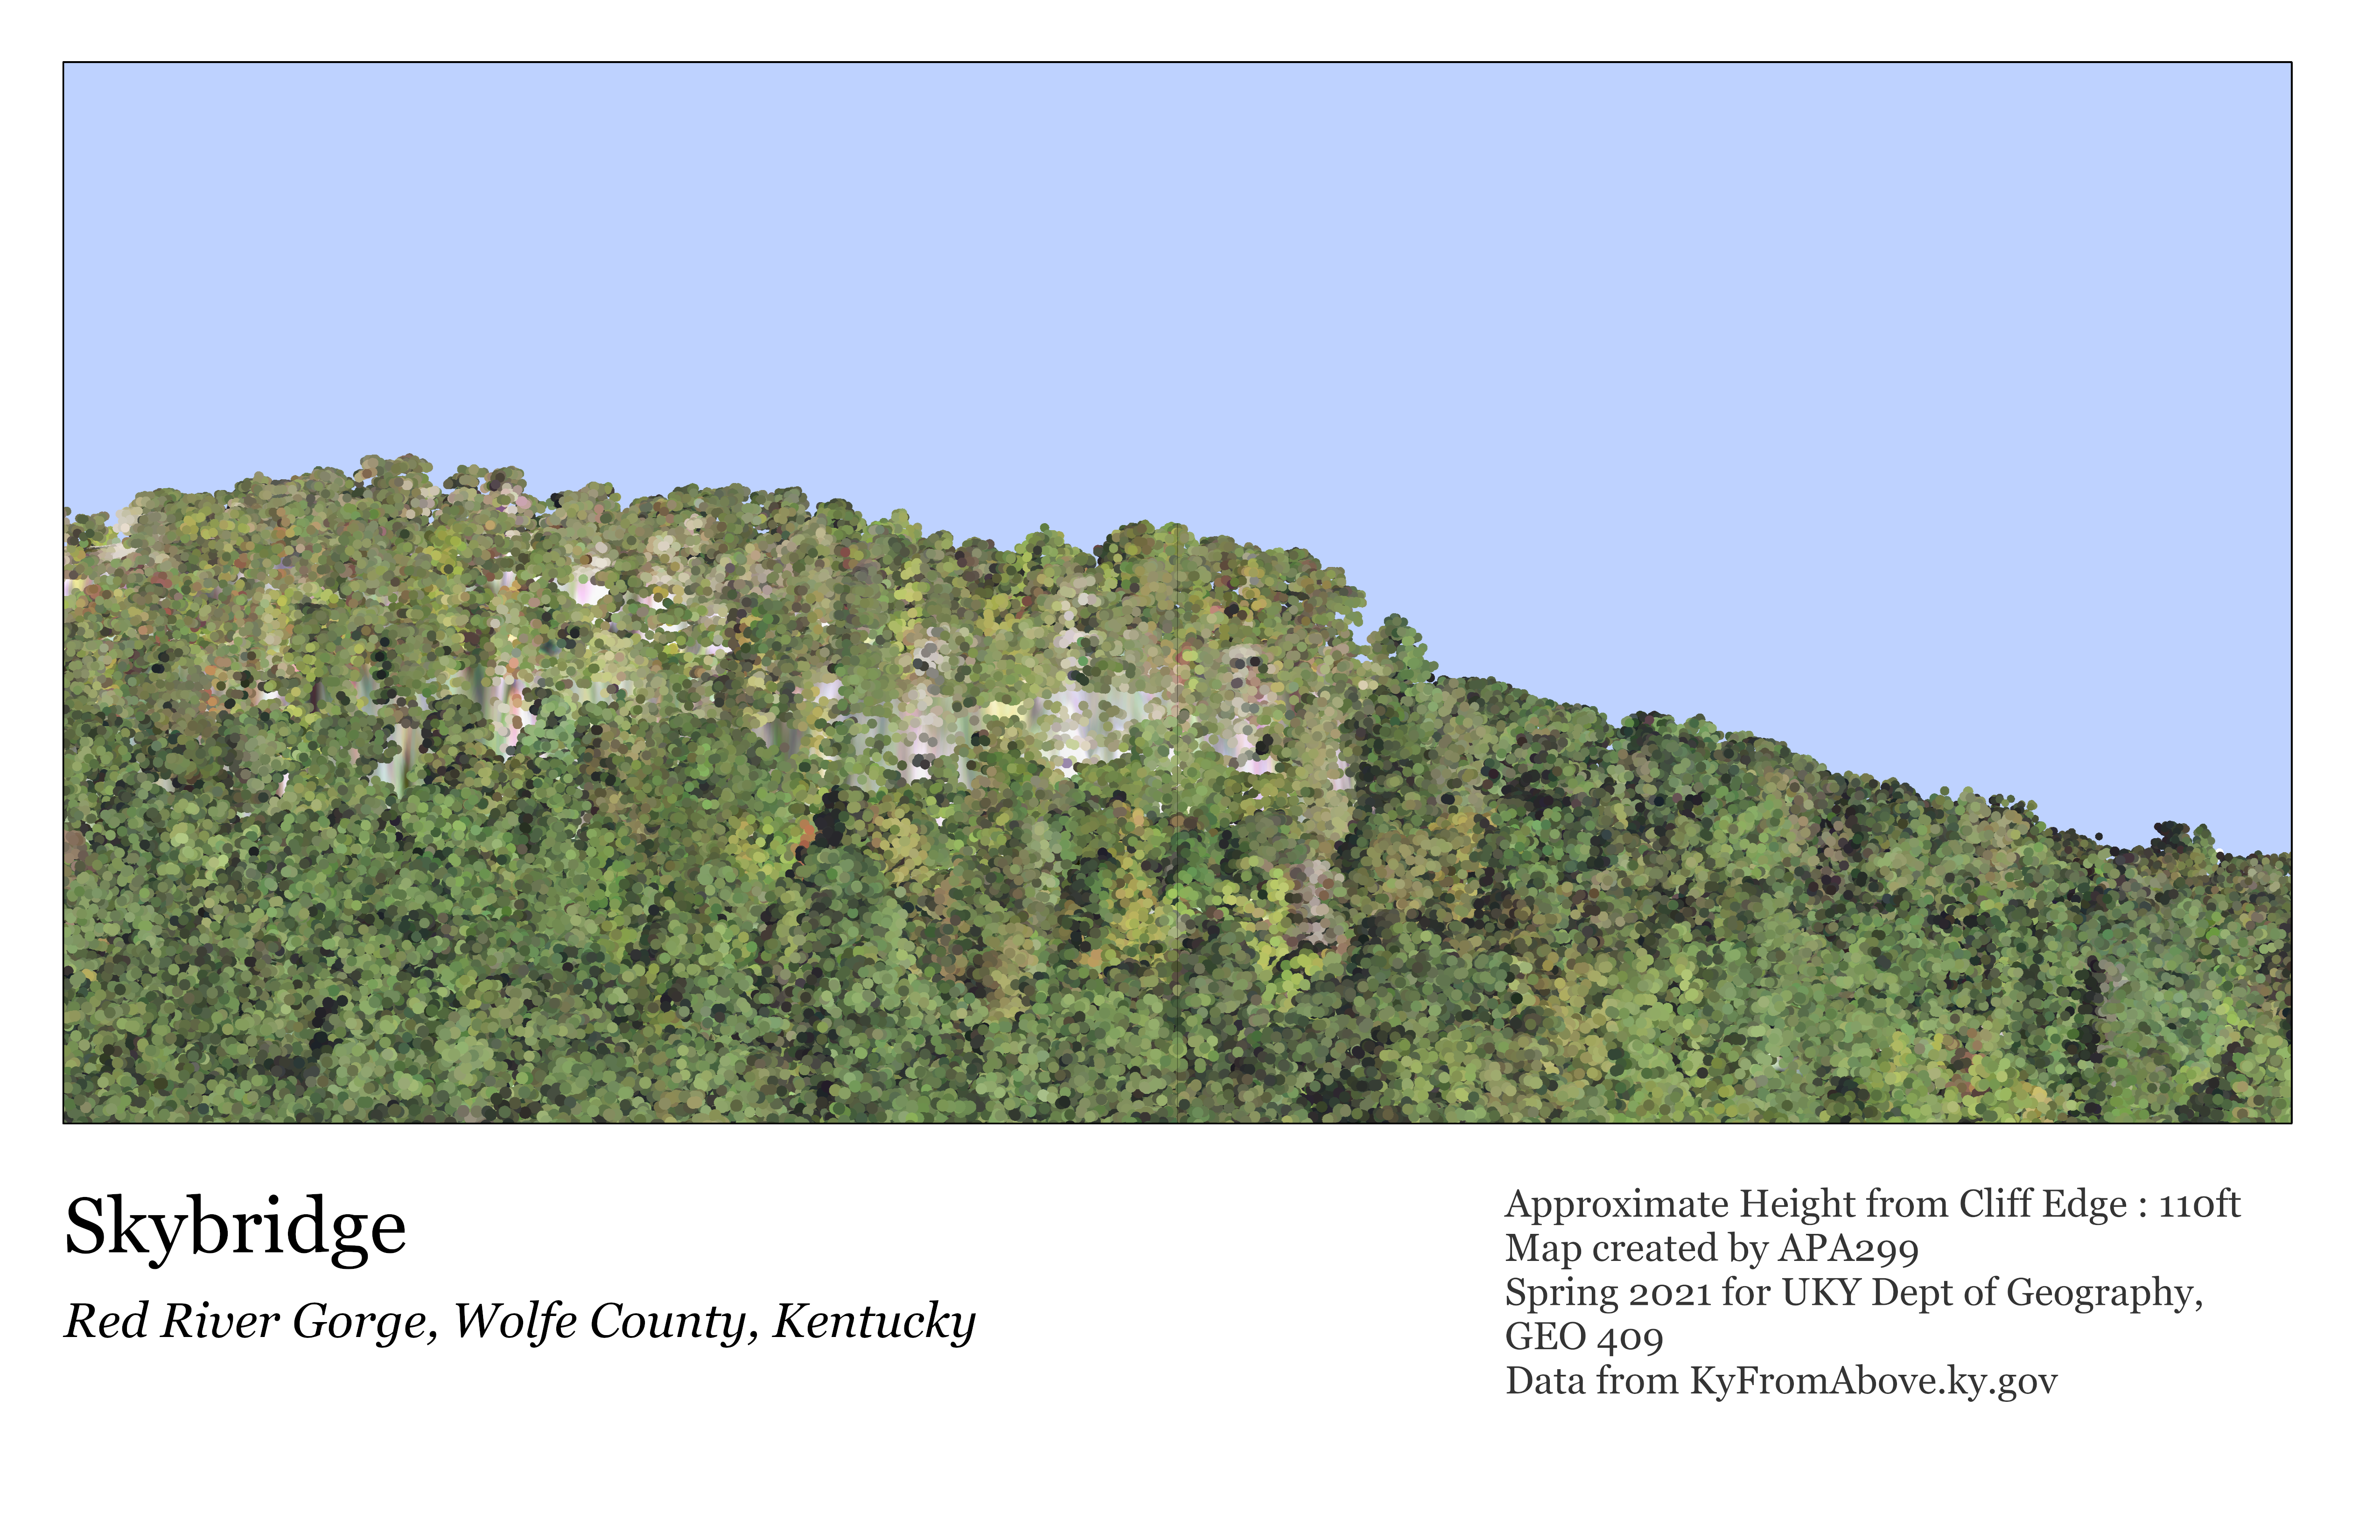 Skybridge
Red River Gorge, Wolfe County, Kentucky
Approximate Height from Cliff Edge : 110ft
Map created by APA299
Spring 2021 for UKY Dept of Geography,
GEO 409
Data from KyFromAbove.ky.gov